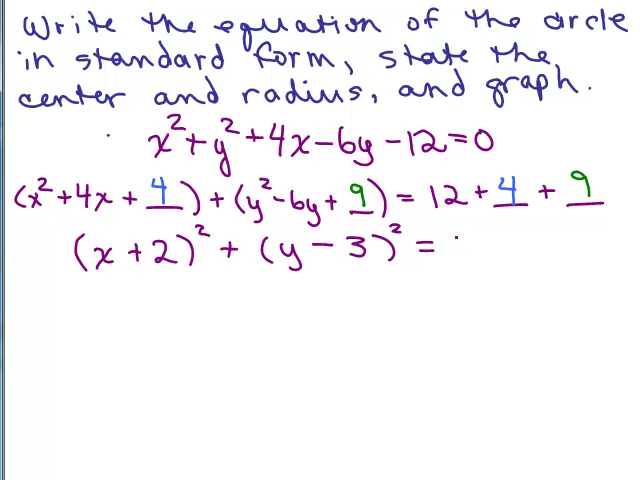 Write the equation of the circle
in standard form, state the
center and radius, and graph.
x² + y² + 4x - 6y - 12 = 0
(x² + 4x + 4) + (y² - 6y + 9) = 12 + 4 + 9
(x + 2)² + (y - 3)² =